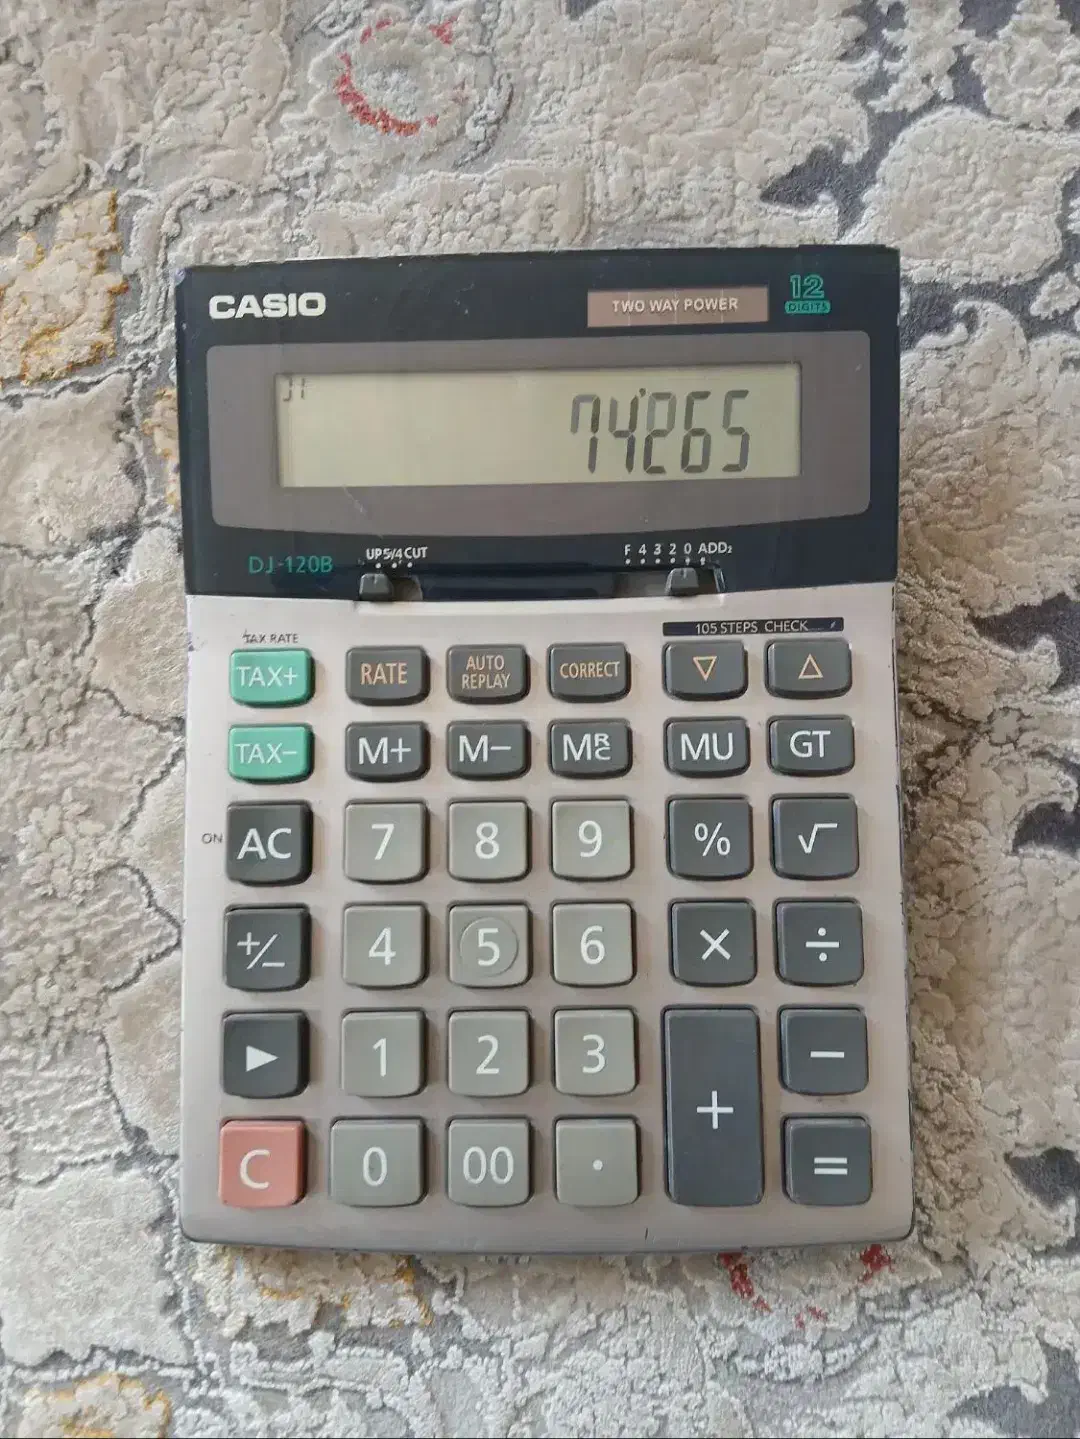 CASIO
TWO WAY POWER
12
DIGITS
74'265
DJ-120B
UP 5/4 CUT
F 4 3 2 0 ADD₂
TAX RATE
105 STEPS CHECK
TAX+ RATE AUTO REPLAY CORRECT ▽ △
TAX− M+ M− MRC MU GT
ON AC 7 8 9 % √
+/− 4 5 6 × ÷
▶ 1 2 3 + −
C 0 00 . =